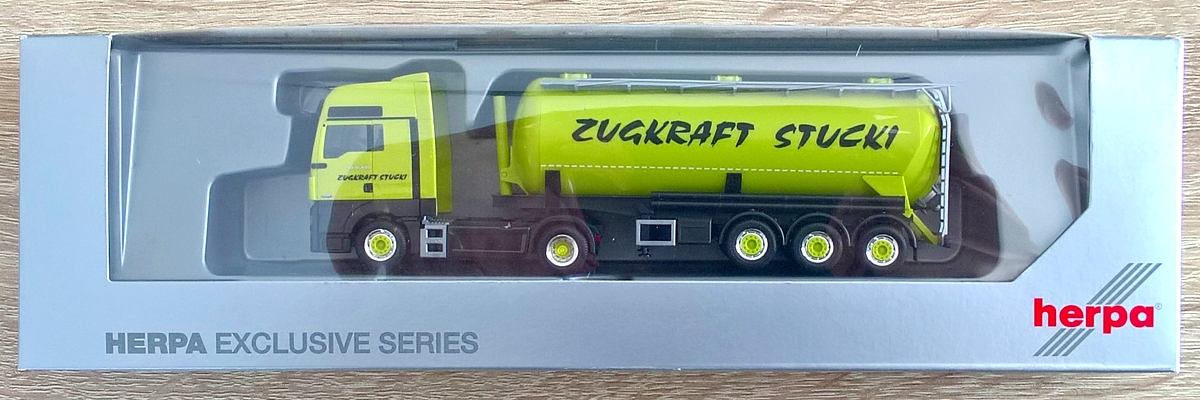 ZUGKRAFT STUCKI
ZUGKRAFT STUCKI
HERPA EXCLUSIVE SERIES
herpa®